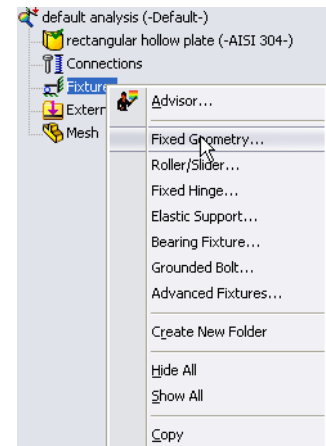 default analysis (-Default-)
rectangular hollow plate (-AISI 304-)
Connections
Fixture
Extern
Mesh
Advisor...
Fixed Geometry...
Roller/Slider...
Fixed Hinge...
Elastic Support...
Bearing Fixture...
Grounded Bolt...
Advanced Fixtures...
Create New Folder
Hide All
Show All
Copy